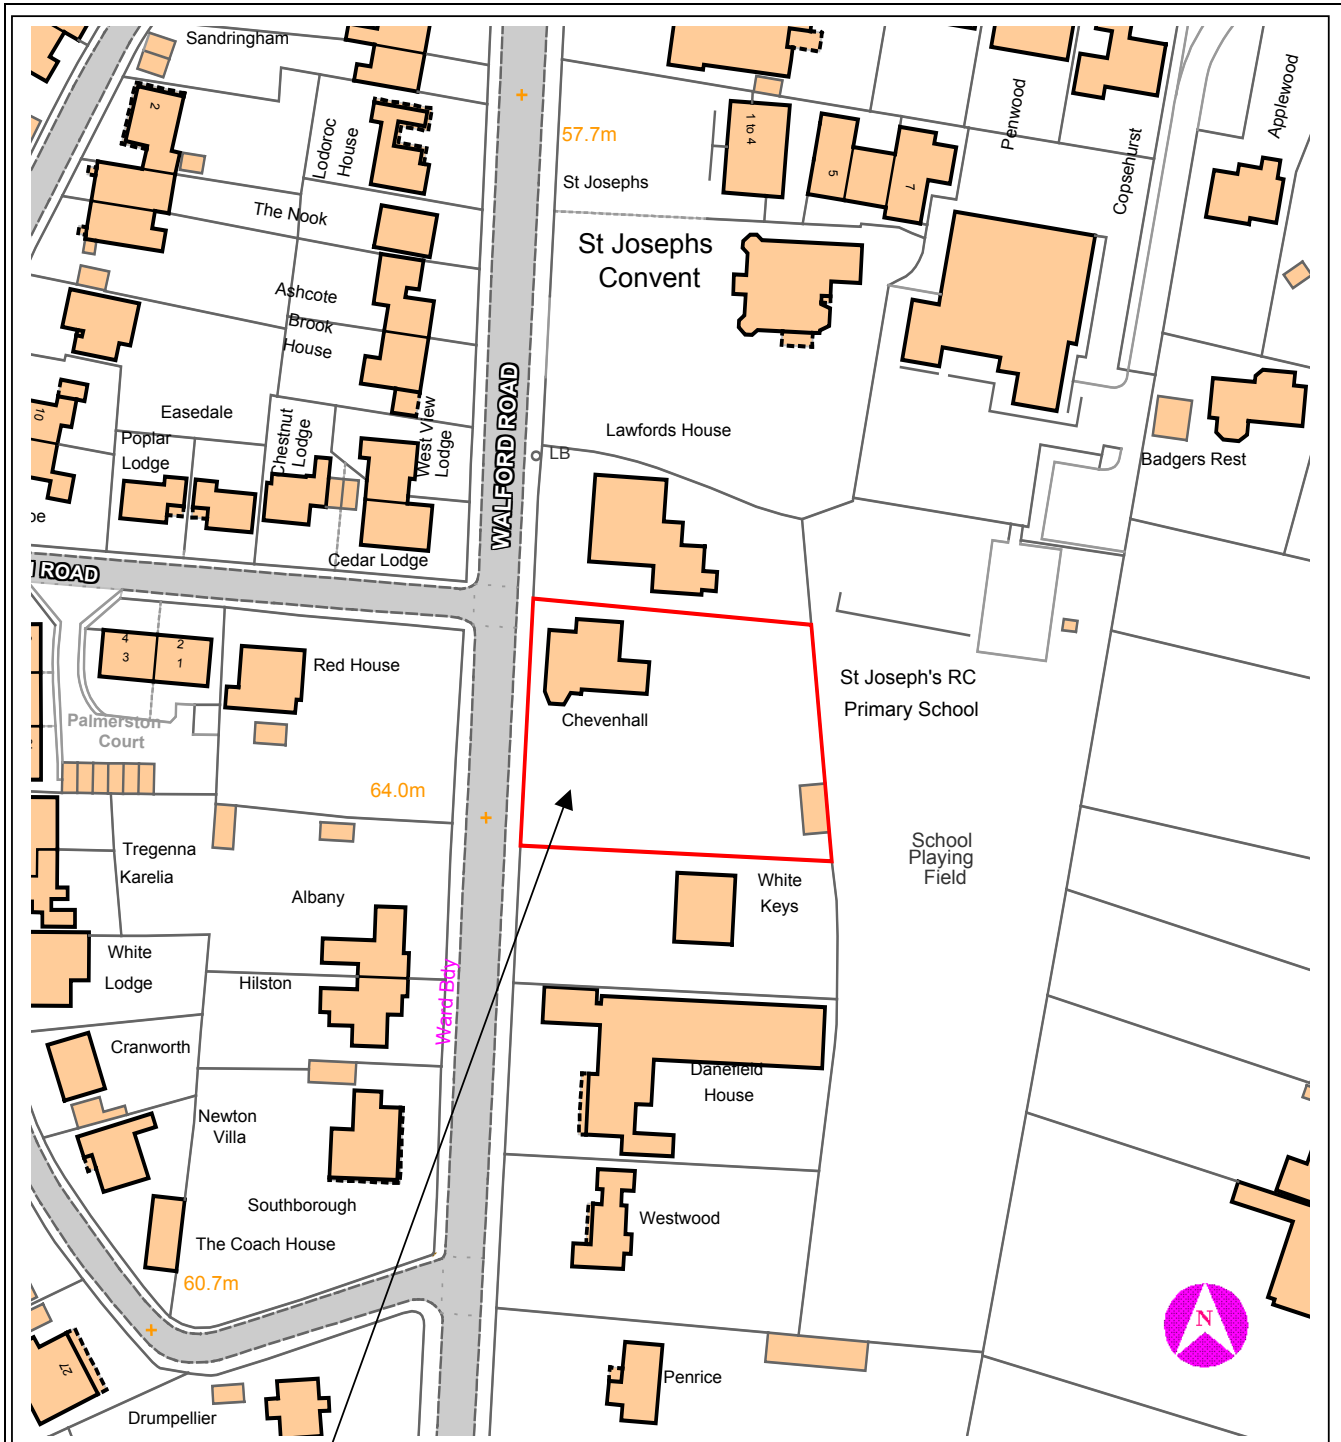 Sandringham
2
Lodoroc
House
The Nook
Ashcote
Brook
House
Easedale
10
Poplar
Lodge
Chestnut
Lodge
West View
Lodge
Cedar Lodge
ROAD
57.7m
St Josephs
1 to 4
5
7
Penwood
Copsehurst
Applewood
St Josephs
Convent
WALFORD ROAD
LB
Lawfords House
Badgers Rest
4
3
2
1
Red House
Palmerston
Court
Chevenhall
St Joseph's RC
Primary School
64.0m
Tregenna
Karelia
Albany
White
Lodge
Hilston
Ward Bdy
White
Keys
School
Playing
Field
Cranworth
Newton
Villa
Danefield
House
Southborough
The Coach House
Westwood
60.7m
27
Drumpellier
Penrice
N